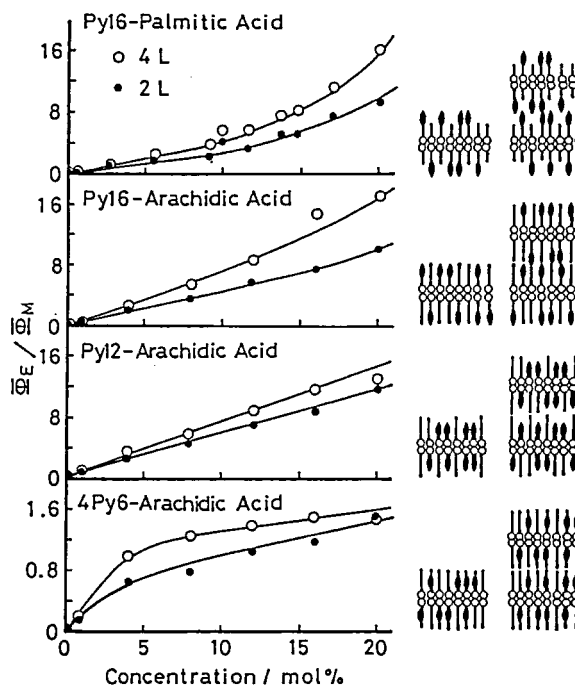 Py16-Palmitic Acid
16
4 L
2 L
8
0
Py16-Arachidic Acid
16
8
0
Φ̅E / Φ̅M
Py12-Arachidic Acid
16
8
0
4Py6-Arachidic Acid
1.6
0.8
0
0 5 10 15 20
Concentration / mol%